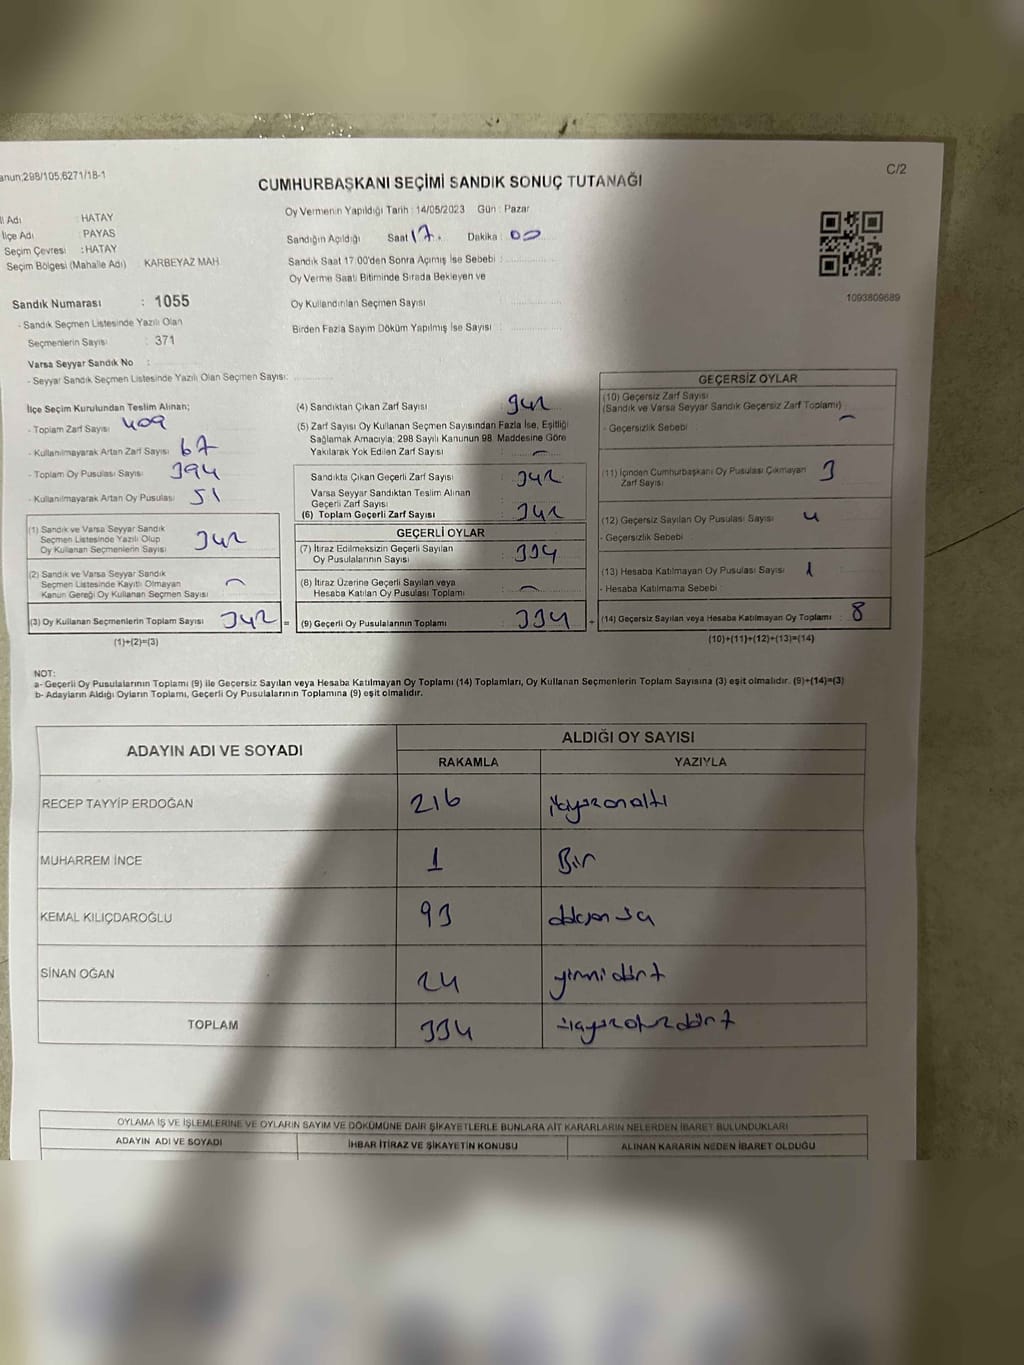 anun;298/105,6271/18-1
C/2
CUMHURBAŞKANI SEÇİMİ SANDIK SONUÇ TUTANAĞI
Oy Vermenin Yapıldığı Tarih : 14/05/2023 Gün : Pazar
Sandığın Açıldığı Saat 17. Dakika : 00
Sandık Saat 17.00'den Sonra Açımış İse Sebebi :
Oy Verme Saati Bitiminde Sırada Bekleyen ve
Oy Kullandırılan Seçmen Sayısı
Birden Fazla Sayım Döküm Yapılmış İse Sayısı :
l Adı : HATAY
İlçe Adı : PAYAS
Seçim Çevresi : HATAY
Seçim Bölgesi (Mahalle Adı) KARBEYAZ MAH.
1093809689
Sandık Numarası : 1055
- Sandık Seçmen Listesinde Yazılı Olan
Seçmenlerin Sayısı : 371
Varsa Seyyar Sandık No :
- Seyyar Sandık Seçmen Listesinde Yazılı Olan Seçmen Sayısı:
İlçe Seçim Kurulundan Teslim Alınan;
- Toplam Zarf Sayısı : 409
- Kullanılmayarak Artan Zarf Sayısı : 67
- Toplam Oy Pusulası Sayısı : 394
- Kullanılmayarak Artan Oy Pusulası : 51
(1) Sandık ve Varsa Seyyar Sandık
Seçmen Listesinde Yazılı Olup
Oy Kullanan Seçmenlerin Sayısı 342
(2) Sandık ve Varsa Seyyar Sandık
Seçmen Listesinde Kayıtlı Olmayan
Kanun Gereği Oy Kullanan Seçmen Sayısı
(3) Oy Kullanan Seçmenlerin Toplam Sayısı 342 =
(1)+(2)=(3)
(4) Sandıktan Çıkan Zarf Sayısı : 342
(5) Zarf Sayısı Oy Kullanan Seçmen Sayısından Fazla İse, Eşitliği
Sağlamak Amacıyla, 298 Sayılı Kanunun 98. Maddesine Göre
Yakılarak Yok Edilen Zarf Sayısı
Sandıkta Çıkan Geçerli Zarf Sayısı : 342
Varsa Seyyar Sandıktan Teslim Alınan
Geçerli Zarf Sayısı
(6) Toplam Geçerli Zarf Sayısı : 342
GEÇERLİ OYLAR
(7) İtiraz Edilmeksizin Geçerli Sayılan
Oy Pusulalarının Sayısı : 334
(8) İtiraz Üzerine Geçerli Sayılan veya
Hesaba Katılan Oy Pusulası Toplamı
(9) Geçerli Oy Pusulalarının Toplamı : 334 +
GEÇERSİZ OYLAR
(10) Geçersiz Zarf Sayısı
(Sandık ve Varsa Seyyar Sandık Geçersiz Zarf Toplamı) :
- Geçersizlik Sebebi :
(11) İçinden Cumhurbaşkanı Oy Pusulası Çıkmayan
Zarf Sayısı : 3
(12) Geçersiz Sayılan Oy Pusulası Sayısı : 4
- Geçersizlik Sebebi :
(13) Hesaba Katılmayan Oy Pusulası Sayısı : 1
- Hesaba Katılmama Sebebi :
(14) Geçersiz Sayılan veya Hesaba Katılmayan Oy Toplamı : 8
(10)+(11)+(12)+(13)=(14)
NOT:
a- Geçerli Oy Pusulalarının Toplamı (9) ile Geçersiz Sayılan veya Hesaba Katılmayan Oy Toplamı (14) Toplamları, Oy Kullanan Seçmenlerin Toplam Sayısına (3) eşit olmalıdır. (9)+(14)=(3)
b- Adayların Aldığı Oyların Toplamı, Geçerli Oy Pusulalarının Toplamına (9) eşit olmalıdır.
ADAYIN ADI VE SOYADI ALDIĞI OY SAYISI
RAKAMLA YAZIYLA
RECEP TAYYİP ERDOĞAN 216 ikiyüzonaltı
MUHARREM İNCE 1 Bir
KEMAL KILIÇDAROĞLU 93 doksan üç
SİNAN OĞAN 24 yirmi dört
TOPLAM 334 üçyüzotuzdört
OYLAMA İŞ VE İŞLEMLERİNE VE OYLARIN SAYIM VE DÖKÜMÜNE DAİR ŞİKAYETLERLE BUNLARA AİT KARARLARIN NELERDEN İBARET BULUNDUKLARI
ADAYIN ADI VE SOYADI İHBAR İTİRAZ VE ŞİKAYETİN KONUSU ALINAN KARARIN NEDEN İBARET OLDUĞU